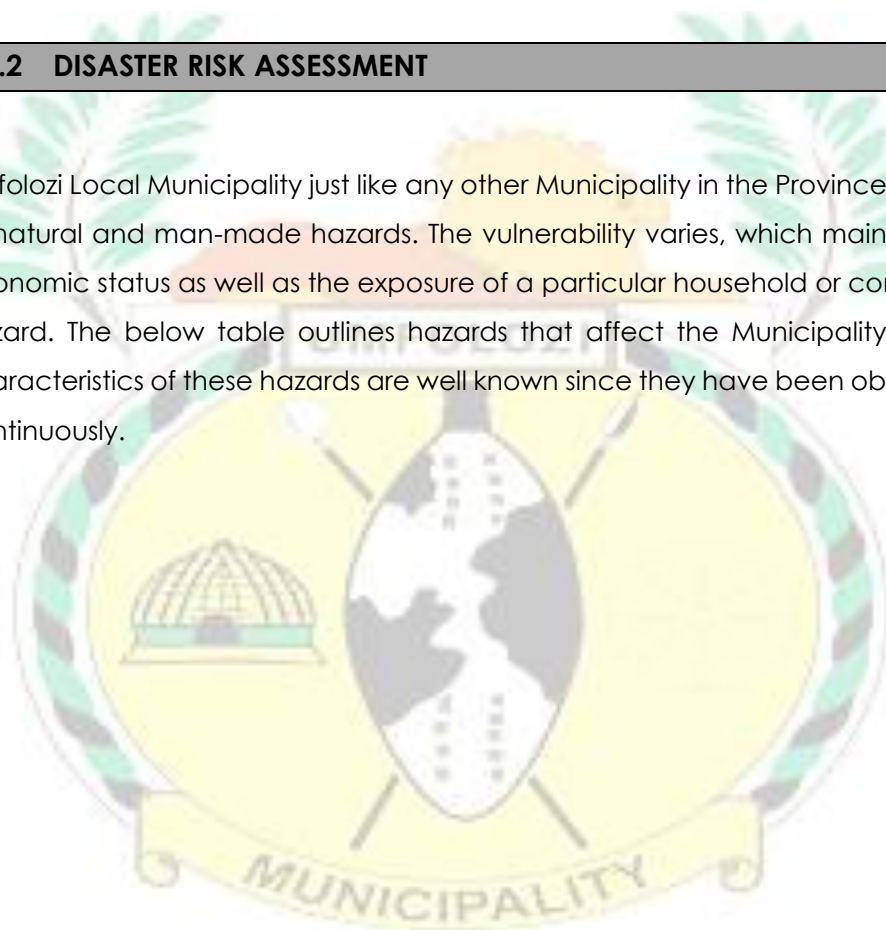 .2 DISASTER RISK ASSESSMENT
folozi Local Municipality just like any other Municipality in the Province
natural and man-made hazards. The vulnerability varies, which main
onomic status as well as the exposure of a particular household or co
zard. The below table outlines hazards that affect the Municipality
aracteristics of these hazards are well known since they have been ob
ntinuously.
UMFOLOZI
MUNICIPALITY